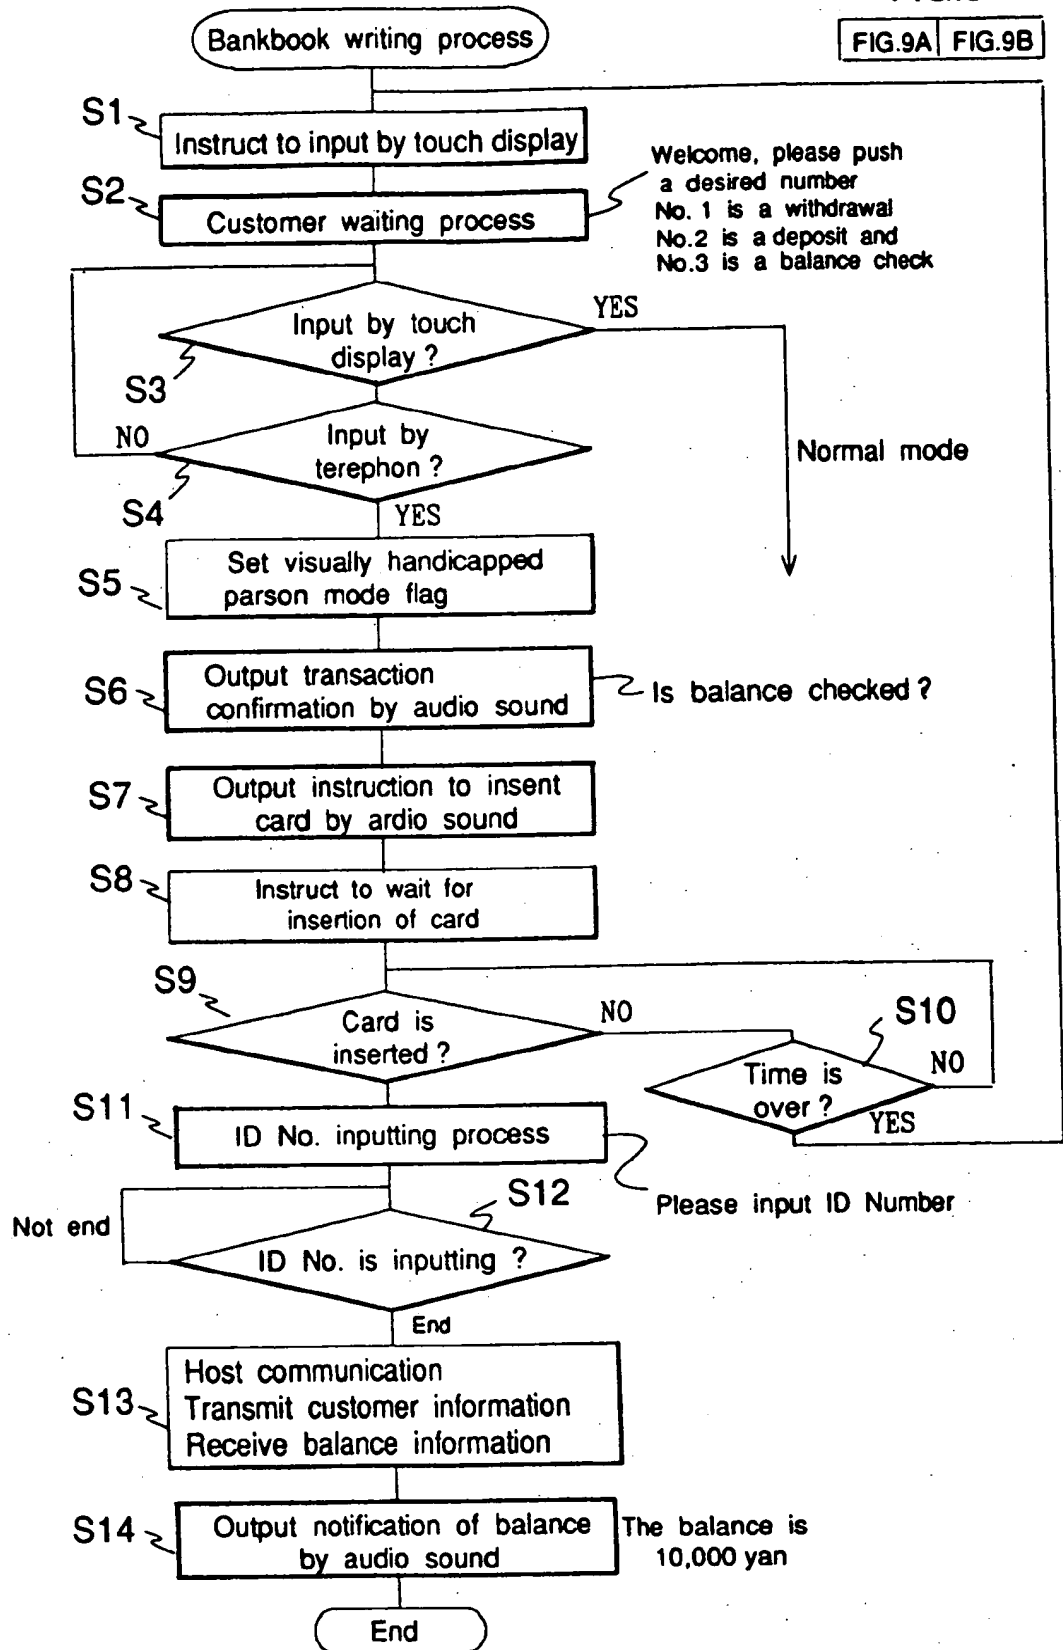 Bankbook writing process
FIG.9A FIG.9B
S1
Instruct to input by touch display
S2
Customer waiting process
Welcome, please push
a desired number
No. 1 is a withdrawal
No.2 is a deposit and
No.3 is a balance check
Input by touch
display ?
YES
S3
Input by
terephon ?
NO
S4
YES
Normal mode
S5
Set visually handicapped
parson mode flag
S6
Output transaction
confirmation by audio sound
Is balance checked ?
S7
Output instruction to insent
card by ardio sound
S8
Instruct to wait for
insertion of card
S9
Card is
inserted ?
NO
S10
Time is
over ?
NO
YES
S11
ID No. inputting process
Please input ID Number
S12
Not end
ID No. is inputting ?
End
S13
Host communication
Transmit customer information
Receive balance information
S14
Output notification of balance
by audio sound
The balance is
10,000 yan
End